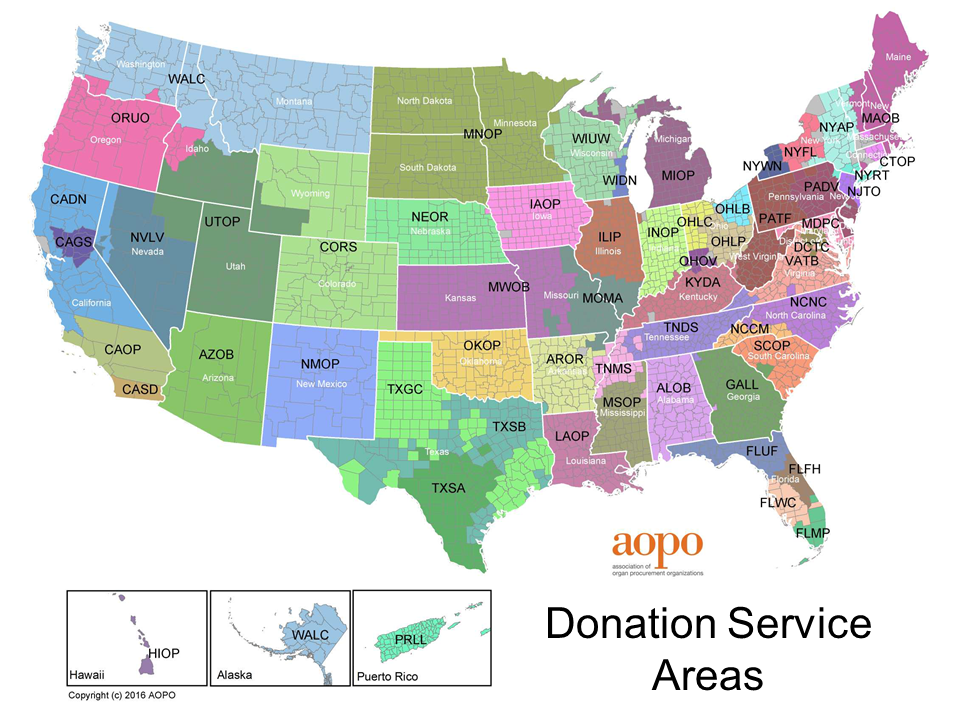 Maine
Washington
WALC
Montana
North Dakota
Minnesota
MNOP
ORUO
Oregon
Idaho
South Dakota
WIUW
Wisconsin
WIDN
Michigan
MIOP
NYAP
MAOB
NYFL
NYWN
CTOP
NYRT
NJTO
PADV
Pennsylvania
PATF
MDPC
DCTC
VATB
Virginia
West Virginia
Wyoming
CADN
CAGS
NVLV
Nevada
UTOP
Utah
CORS
Colorado
NEOR
Nebraska
IAOP
Iowa
ILIP
Illinois
INOP
OHLC
OHLB
OHLP
Ohio
OHOV
KYDA
Kentucky
California
Kansas
MWOB
Missouri
MOMA
NCNC
North Carolina
TNDS
Tennessee
NCCM
SCOP
South Carolina
CAOP
CASD
AZOB
Arizona
NMOP
New Mexico
TXGC
OKOP
Oklahoma
AROR
Arkansas
TNMS
MSOP
Mississippi
ALOB
Alabama
GALL
Georgia
TXSB
Texas
TXSA
LAOP
Louisiana
FLUF
FLFH
Florida
FLWC
FLMP
aopo
association of
organ procurement organizations
HIOP
Hawaii
WALC
Alaska
PRLL
Puerto Rico
Donation Service
Areas
Copyright (c) 2016 AOPO